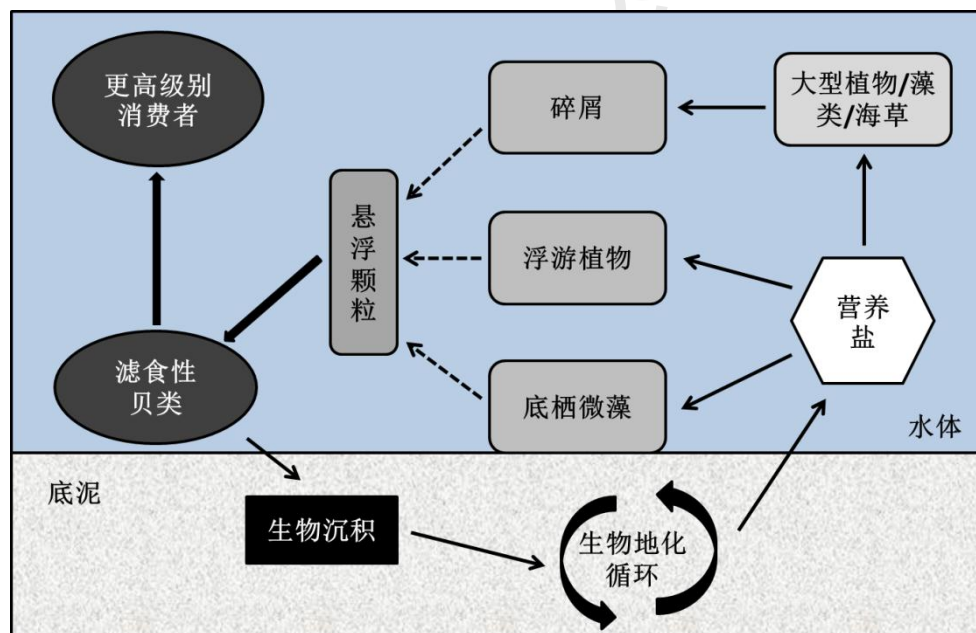 更高级别
消费者
碎屑
大型植物/藻
类/海草
悬
浮
颗
粒
浮游植物
营养
盐
滤食性
贝类
底栖微藻
水体
底泥
生物沉积
生物地化
循环